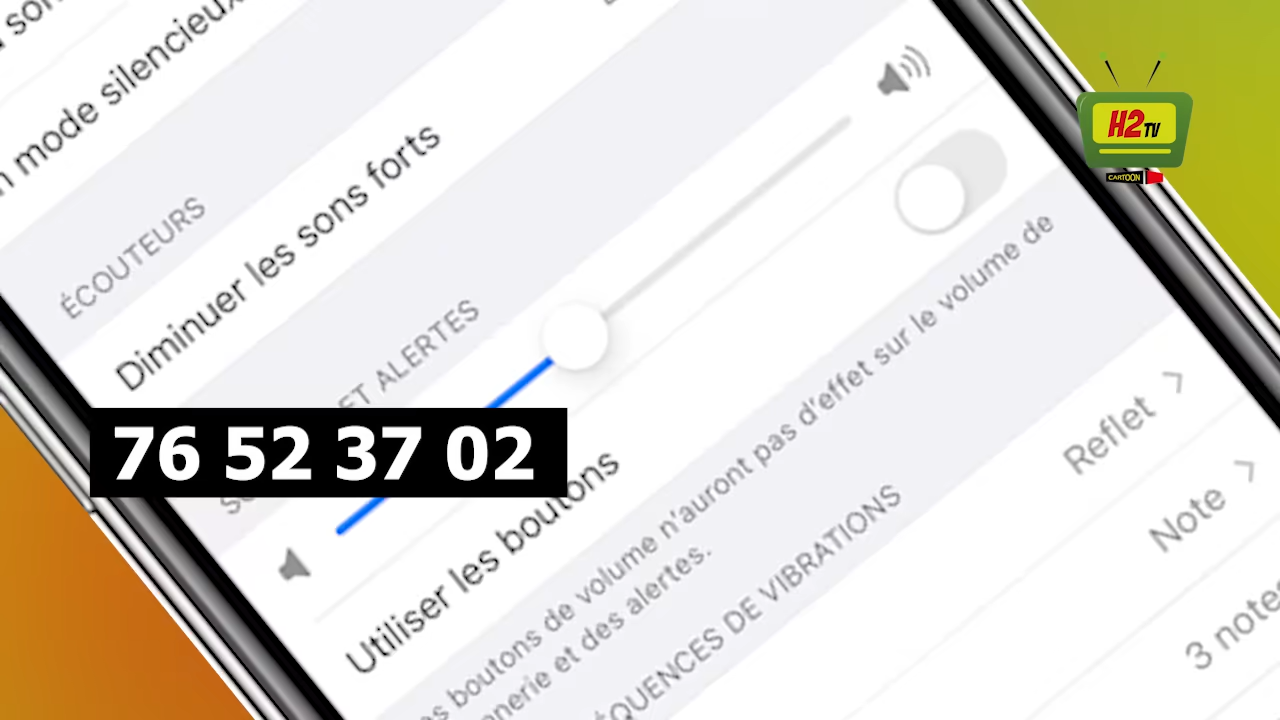 mode silencieux
ÉCOUTEURS
Diminuer les sons forts
ET ALERTES
Utiliser les boutons
boutons de volume n'auront pas d'effet sur le volume de
et des alertes.
DE VIBRATIONS
Reflet
Note
3 notes
76 52 37 02
H2 TV
CARTOON